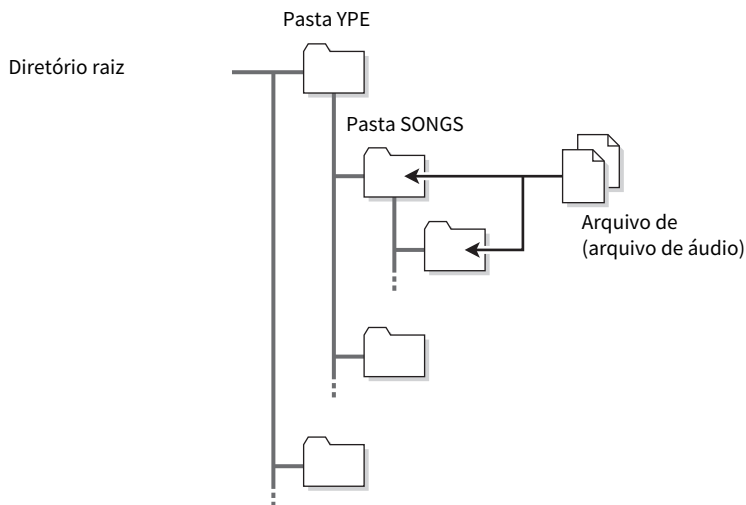 Pasta YPE
Diretório raiz
Pasta SONGS
Arquivo de
(arquivo de áudio)